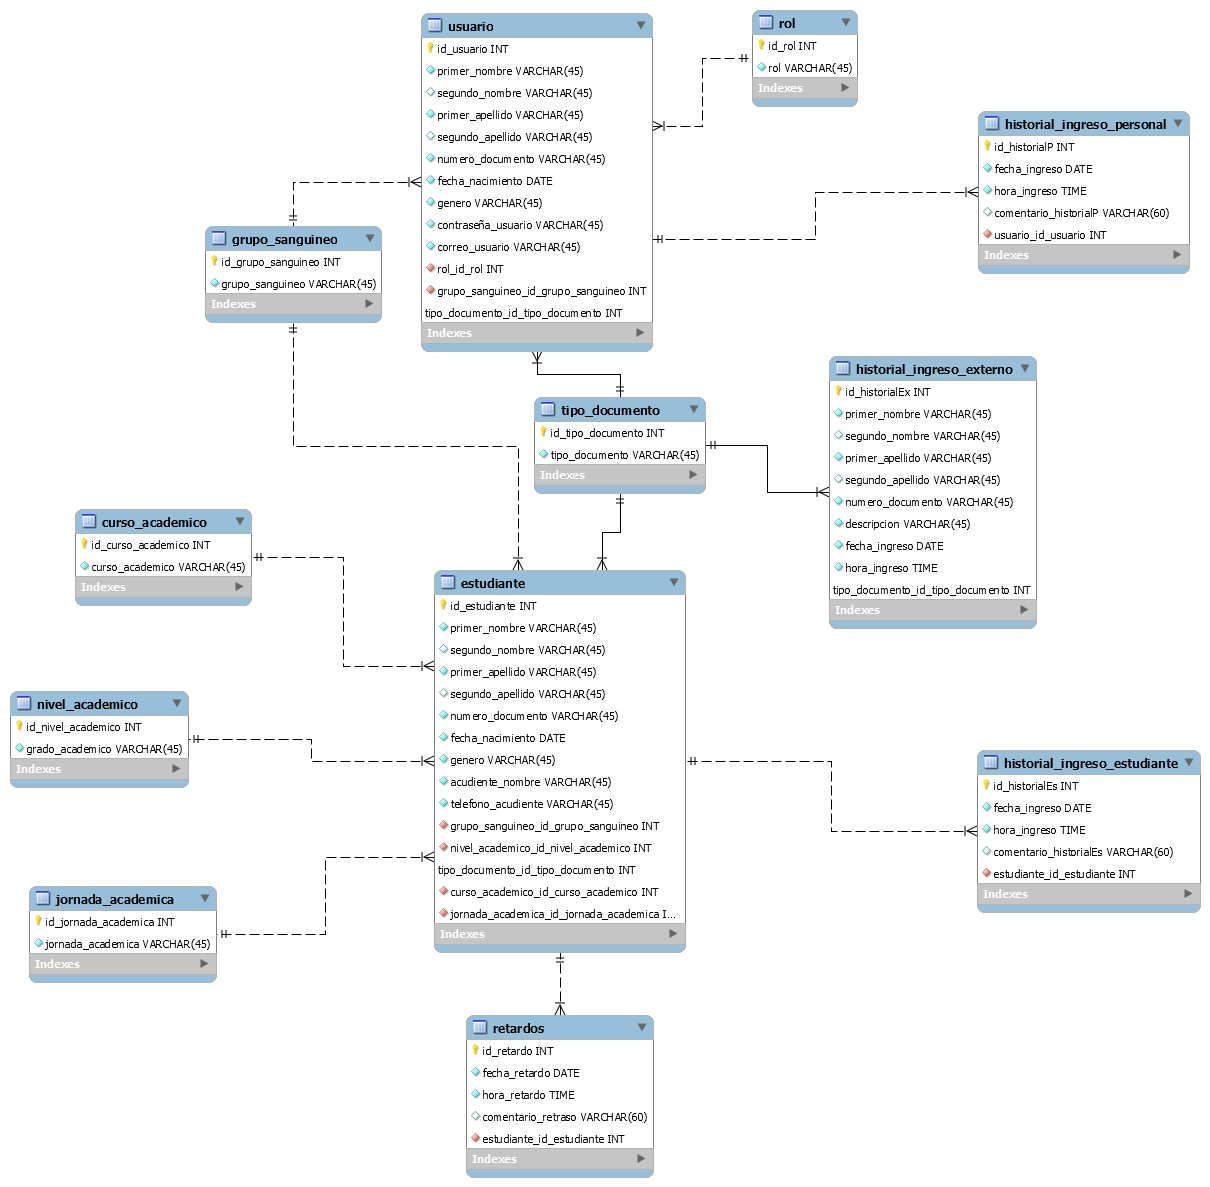 usuario
id_usuario INT
primer_nombre VARCHAR(45)
segundo_nombre VARCHAR(45)
primer_apellido VARCHAR(45)
segundo_apellido VARCHAR(45)
numero_documento VARCHAR(45)
fecha_nacimiento DATE
genero VARCHAR(45)
contraseña_usuario VARCHAR(45)
correo_usuario VARCHAR(45)
rol_id_rol INT
grupo_sanguineo_id_grupo_sanguineo INT
tipo_documento_id_tipo_documento INT
Indexes
rol
id_rol INT
rol VARCHAR(45)
Indexes
historial_ingreso_personal
id_historialP INT
fecha_ingreso DATE
hora_ingreso TIME
comentario_historialP VARCHAR(60)
usuario_id_usuario INT
Indexes
grupo_sanguineo
id_grupo_sanguineo INT
grupo_sanguineo VARCHAR(45)
Indexes
tipo_documento
id_tipo_documento INT
tipo_documento VARCHAR(45)
Indexes
historial_ingreso_externo
id_historialEx INT
primer_nombre VARCHAR(45)
segundo_nombre VARCHAR(45)
primer_apellido VARCHAR(45)
segundo_apellido VARCHAR(45)
numero_documento VARCHAR(45)
descripcion VARCHAR(45)
fecha_ingreso DATE
hora_ingreso TIME
tipo_documento_id_tipo_documento INT
Indexes
curso_academico
id_curso_academico INT
curso_academico VARCHAR(45)
Indexes
estudiante
id_estudiante INT
primer_nombre VARCHAR(45)
segundo_nombre VARCHAR(45)
primer_apellido VARCHAR(45)
segundo_apellido VARCHAR(45)
numero_documento VARCHAR(45)
fecha_nacimiento DATE
genero VARCHAR(45)
acudiente_nombre VARCHAR(45)
telefono_acudiente VARCHAR(45)
grupo_sanguineo_id_grupo_sanguineo INT
nivel_academico_id_nivel_academico INT
tipo_documento_id_tipo_documento INT
curso_academico_id_curso_academico INT
jornada_academica_id_jornada_academica I...
Indexes
nivel_academico
id_nivel_academico INT
grado_academico VARCHAR(45)
Indexes
historial_ingreso_estudiante
id_historialEs INT
fecha_ingreso DATE
hora_ingreso TIME
comentario_historialEs VARCHAR(60)
estudiante_id_estudiante INT
Indexes
jornada_academica
id_jornada_academica INT
jornada_academica VARCHAR(45)
Indexes
retardos
id_retardo INT
fecha_retardo DATE
hora_retardo TIME
comentario_retraso VARCHAR(60)
estudiante_id_estudiante INT
Indexes